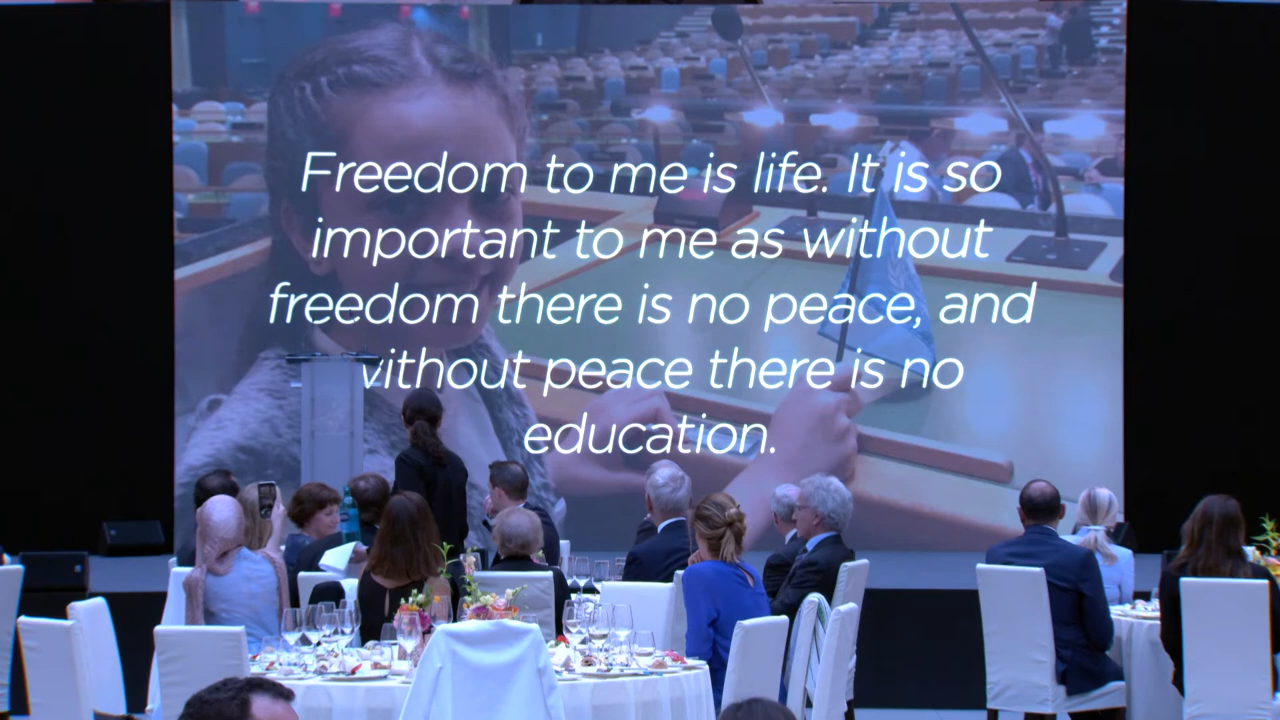 Freedom to me is life. It is so
important to me as without
freedom there is no peace, and
without peace there is no
education.